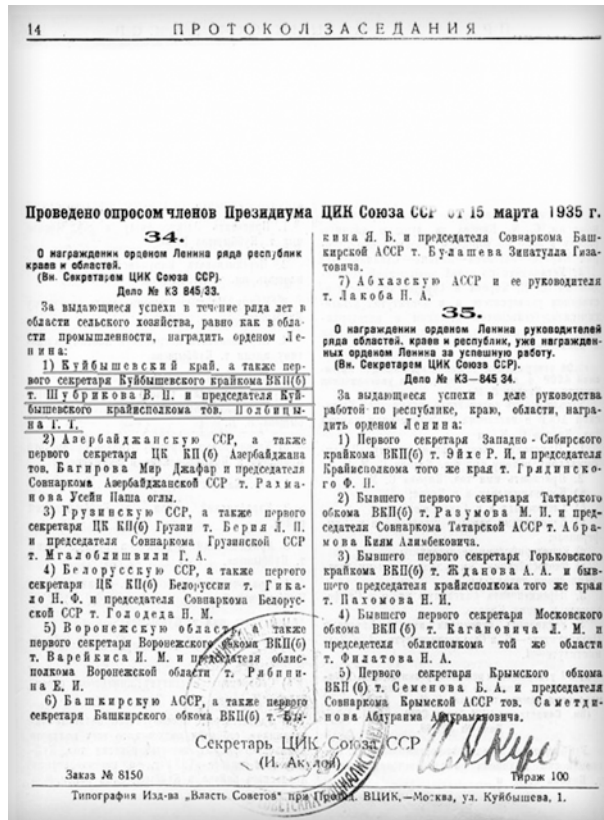 14 ПРОТОКОЛ ЗАСЕДАНИЯ
Проведено опросом членов Президиума ЦИК Союза ССР от 15 марта 1935 г.
34.
О награждении орденом Ленина ряда республик
краев и областей.
(Вн. Секретарем ЦИК Союза ССР).
Дело № КЗ 845/33.
За выдающиеся успехи в течение ряда лет в
области сельского хозяйства, равно как в обла-
сти промышленности, наградить орденом Ле-
нина:
1) Куйбышевский край, а также пер-
вого секретаря Куйбышевского крайкома ВКП(б)
т. Шубрикова В. П. и председателя Куй-
бышевского крайисполкома тов. Полбицы-
на Г. Т.
2) Азербайджанскую ССР, а также
первого секретаря ЦК КП(б) Азербайджана
тов. Багирова Мир Джафар и председателя
Совнаркома Авербайджанской ССР т. Рахма-
нова Усейн Паша оглы.
3) Грузинскую ССР, а также первого
секретаря ЦК КП(б) Грузии т. Берия Л. П.
и председателя Совнаркома Грузинской ССР
т. Мгалоблишвили Г. А.
4) Белорусскую ССР, а также первого
секретаря ЦК КП(б) Белоруссии т. Гика-
ло Н. Ф. и председателя Совнаркома Белорус-
ской ССР т. Голодеда Н. М.
5) Воронежскую область, а также
первого секретаря Воронежского обкома ВКП(б)
т. Варейкиса И. М. и председателя облис-
полкома Воронежской области т. Рябини-
на Е. И.
6) Башкирскую АССР, а также первого
секретаря Башкирского обкома ВКП(б) т. Бы-
кина Я. Б. и председателя Совнаркома Баш-
кирской АССР т. Булашева Зинатулла Гиза-
товича.
7) Абхазскую АССР и ее руководителя
т. Лакоба Н. А.
35.
О награждении орденом Ленина руководителей
ряда областей, краев и республик, уже награжден-
ных орденом Ленина за успешную работу.
(Вн. Секретарем ЦИК Союза ССР).
Дело № КЗ—845 34.
За выдающиеся успехи в деле руководства
работой по республике, краю, области, награ-
дить орденом Ленина:
1) Первого секретаря Западно-Сибирского
крайкома ВКП(б) т. Эйхе Р. И. и председателя
Крайисполкома того же края т. Грядинско-
го Ф. П.
2) Бывшего первого секретаря Татарского
обкома ВКП(б) т. Разумова М. И. и пред-
седателя Совнаркома Татарской АССР т. Абра-
мова Киям Алимбековича.
3) Бывшего первого секретаря Горьковского
крайкома ВКП(б) т. Жданова А. А. и быв-
шего председателя крайисполкома того же края
т. Пахомова Н. И.
4) Бывшего первого секретаря Московского
обкома ВКП(б) т. Кагановича Л. М. и
председетеля облисполкома той же области
т. Филатова Н. А.
5) Первого секретаря Крымского обкома
ВКП(б) т. Семенова Б. А. и председателя
Совнаркома Крымской АССР тов. Саметди-
нова Абдураима
Секретарь ЦИК Союза ССР
(И. Акулов)
Заказ № 8150 Тираж 100
Типография Изд-ва „Власть Советов" при Презид. ВЦИК,—Москва, ул. Куйбышева, 1.